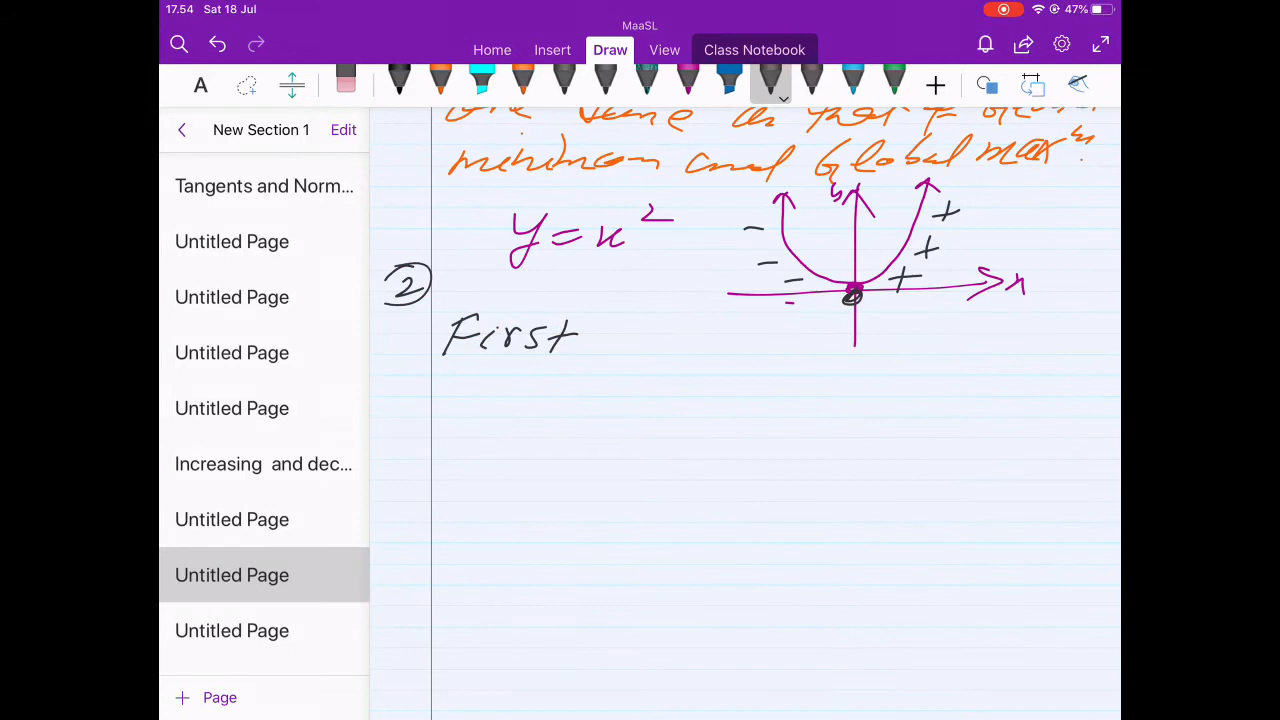 17.54 Sat 18 Jul
47%
MaaSL
Home Insert Draw View Class Notebook
A
New Section 1 Edit
Tangents and Norm...
Untitled Page
Untitled Page
Untitled Page
Untitled Page
Increasing and dec...
Untitled Page
Untitled Page
Untitled Page
+ Page
minimum and Global max^m.
y = x^2
y
- - -
+ + +
x
0
②
First